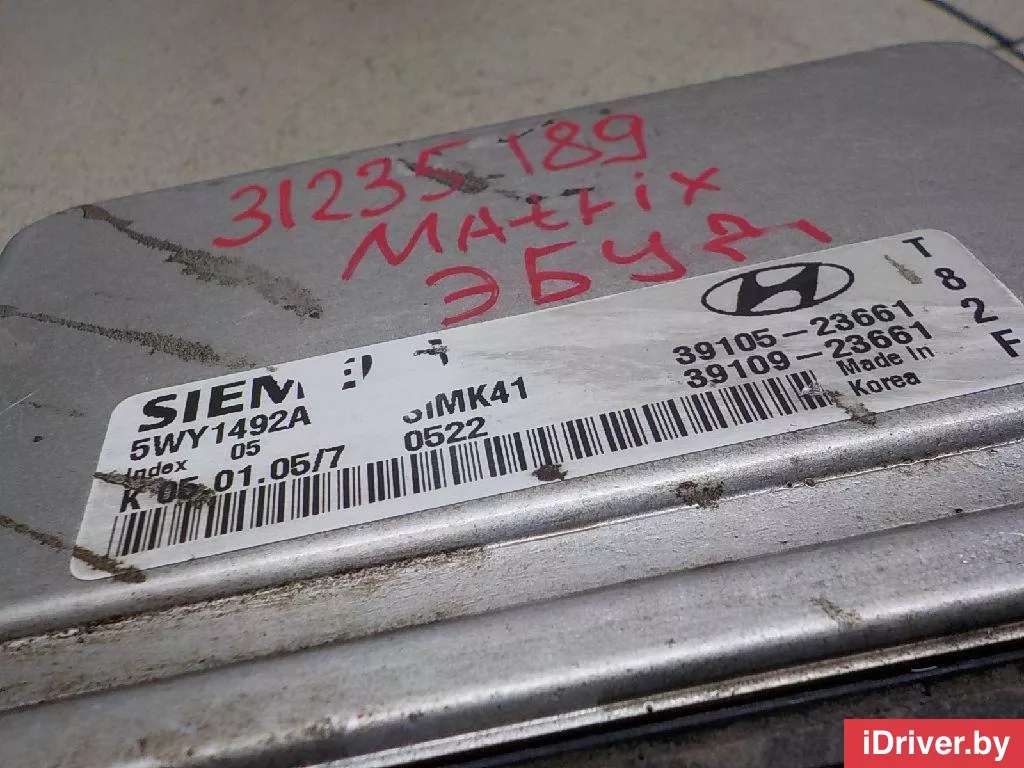 31235189
Matrix
ЭБУ
39105-23661
39109-23661
Made In
Korea
T
8
2
F
SIEM
5WY1492A
SIMK41
Index 05
0522
K 05 01.05/7
iDriver.by